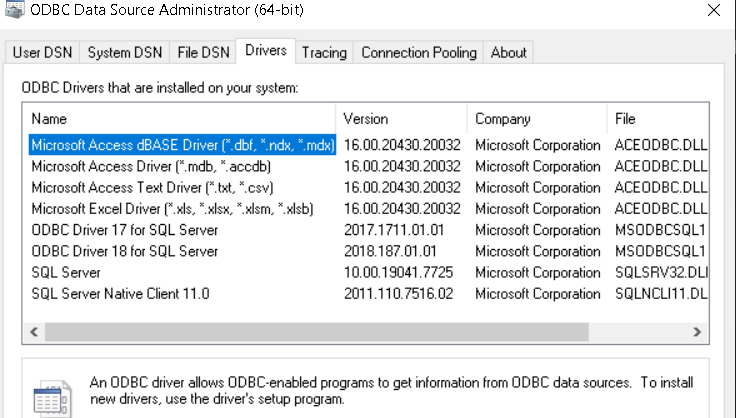 ODBC Data Source Administrator (64-bit)
User DSN System DSN File DSN Drivers Tracing Connection Pooling About
ODBC Drivers that are installed on your system:
Name Version Company File
Microsoft Access dBASE Driver (*.dbf, *.ndx, *.mdx) 16.00.20430.20032 Microsoft Corporation ACEODBC.DLL
Microsoft Access Driver (*.mdb, *.accdb) 16.00.20430.20032 Microsoft Corporation ACEODBC.DLL
Microsoft Access Text Driver (*.txt, *.csv) 16.00.20430.20032 Microsoft Corporation ACEODBC.DLL
Microsoft Excel Driver (*.xls, *.xlsx, *.xlsm, *.xlsb) 16.00.20430.20032 Microsoft Corporation ACEODBC.DLL
ODBC Driver 17 for SQL Server 2017.1711.01.01 Microsoft Corporation MSODBCSQL1
ODBC Driver 18 for SQL Server 2018.187.01.01 Microsoft Corporation MSODBCSQL1
SQL Server 10.00.19041.7725 Microsoft Corporation SQLSRV32.DLI
SQL Server Native Client 11.0 2011.110.7516.02 Microsoft Corporation SQLNCLI11.DL
An ODBC driver allows ODBC-enabled programs to get information from ODBC data sources. To install
new drivers, use the driver's setup program.